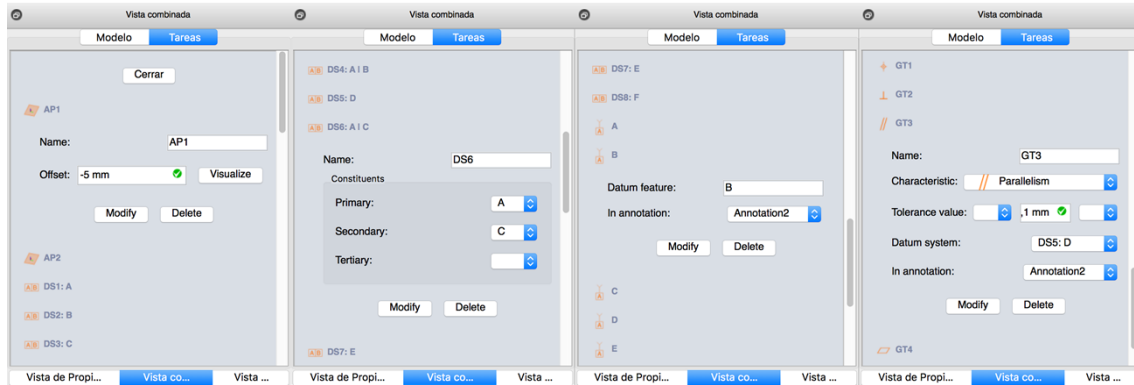 Vista combinada
Modelo Tareas
Cerrar
AP1
Name: AP1
Offset: -5 mm Visualize
Modify Delete
AP2
A B DS1: A
A B DS2: B
A B DS3: C
Vista de Propi... Vista co... Vista ...
Vista combinada
Modelo Tareas
A B DS4: A | B
A B DS5: D
A B DS6: A | C
Name: DS6
Constituents
Primary: A
Secondary: C
Tertiary:
Modify Delete
A B DS7: E
Vista de Propi... Vista co... Vista ...
Vista combinada
Modelo Tareas
A B DS7: E
A B DS8: F
A A
A B
Datum feature: B
In annotation: Annotation2
Modify Delete
A C
A D
A E
Vista de Propi... Vista co... Vista ...
Vista combinada
Modelo Tareas
GT1
GT2
GT3
Name: GT3
Characteristic: Parallelism
Tolerance value: ,1 mm
Datum system: DS5: D
In annotation: Annotation2
Modify Delete
GT4
Vista de Propi... Vista co... Vista ...